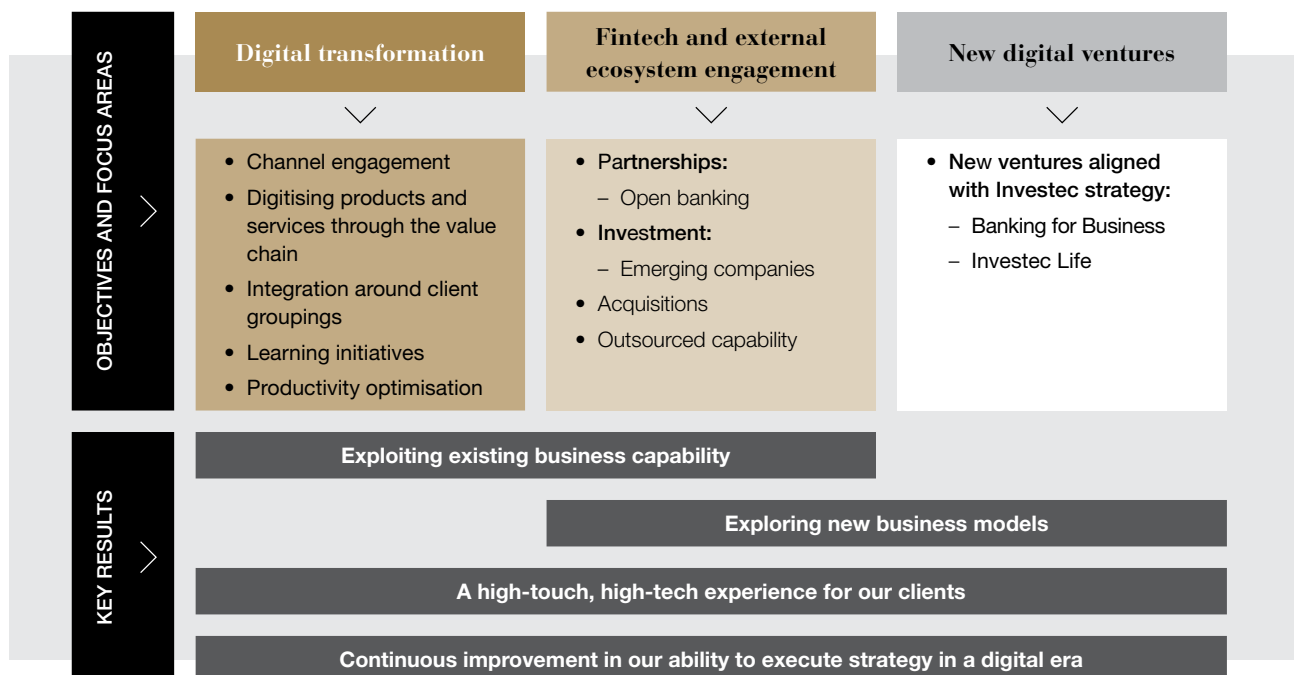 OBJECTIVES AND FOCUS AREAS
Digital transformation
• Channel engagement
• Digitising products and
services through the value
chain
• Integration around client
groupings
• Learning initiatives
• Productivity optimisation
Fintech and external
ecosystem engagement
• Partnerships:
– Open banking
• Investment:
– Emerging companies
• Acquisitions
• Outsourced capability
New digital ventures
• New ventures aligned
with Investec strategy:
– Banking for Business
– Investec Life
KEY RESULTS
Exploiting existing business capability
Exploring new business models
A high-touch, high-tech experience for our clients
Continuous improvement in our ability to execute strategy in a digital era